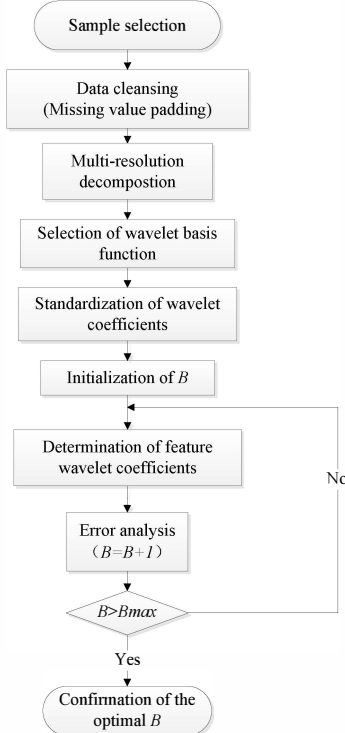 Sample selection
Data cleansing
(Missing value padding)
Multi-resolution
decompostion
Selection of wavelet basis
function
Standardization of wavelet
coefficients
Initialization of B
Determination of feature
wavelet coefficients
No
Error analysis
（B=B+1）
B>Bmax
Yes
Confirmation of the
optimal B